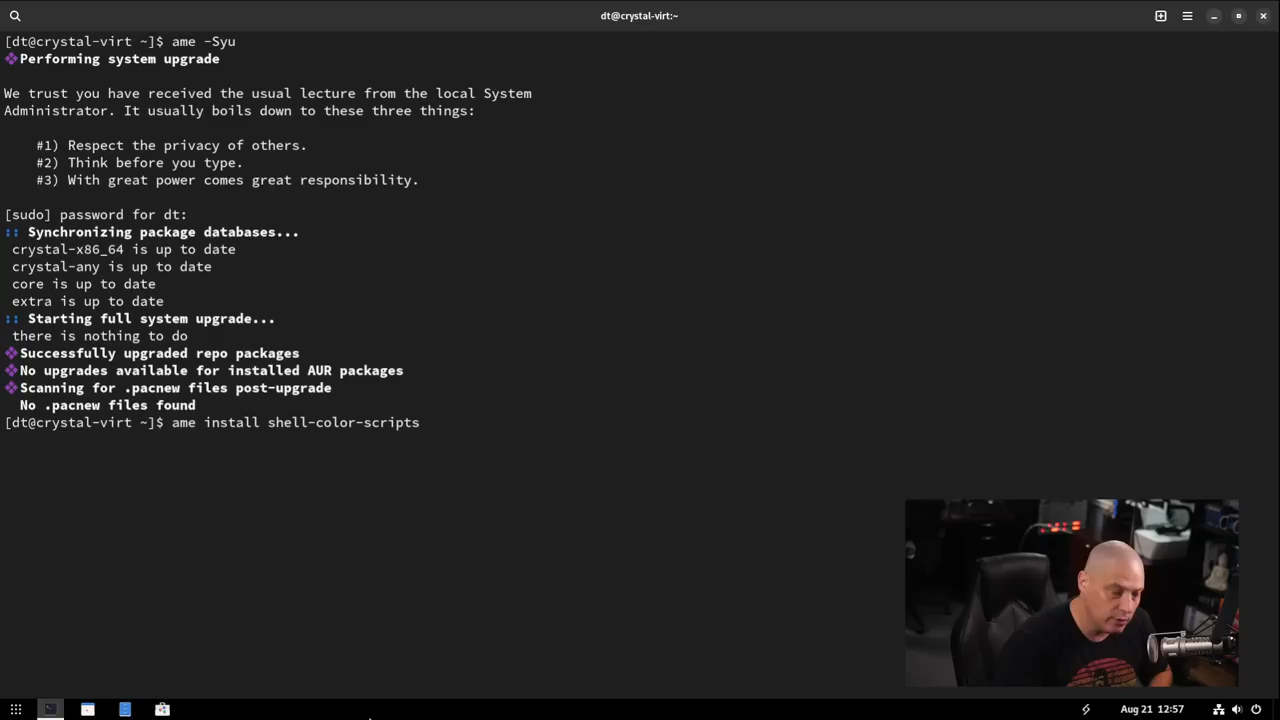 dt@crystal-virt:~
[dt@crystal-virt ~]$ ame -Syu
❖Performing system upgrade
We trust you have received the usual lecture from the local System
Administrator. It usually boils down to these three things:
#1) Respect the privacy of others.
#2) Think before you type.
#3) With great power comes great responsibility.
[sudo] password for dt:
:: Synchronizing package databases...
crystal-x86_64 is up to date
crystal-any is up to date
core is up to date
extra is up to date
:: Starting full system upgrade...
there is nothing to do
❖Successfully upgraded repo packages
❖No upgrades available for installed AUR packages
❖Scanning for .pacnew files post-upgrade
No .pacnew files found
[dt@crystal-virt ~]$ ame install shell-color-scripts
Aug 21 12:57